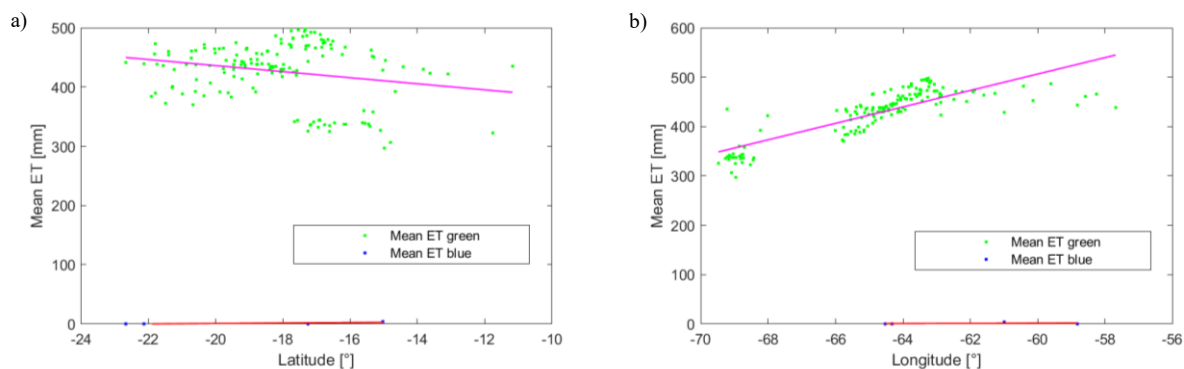 a)
500
400
300
200
100
0
Mean ET [mm]
Mean ET green
Mean ET blue
-24 -22 -20 -18 -16 -14 -12 -10
Latitude [°]
b)
600
500
400
300
200
100
0
Mean ET [mm]
Mean ET green
Mean ET blue
-70 -68 -66 -64 -62 -60 -58 -56
Longitude [°]